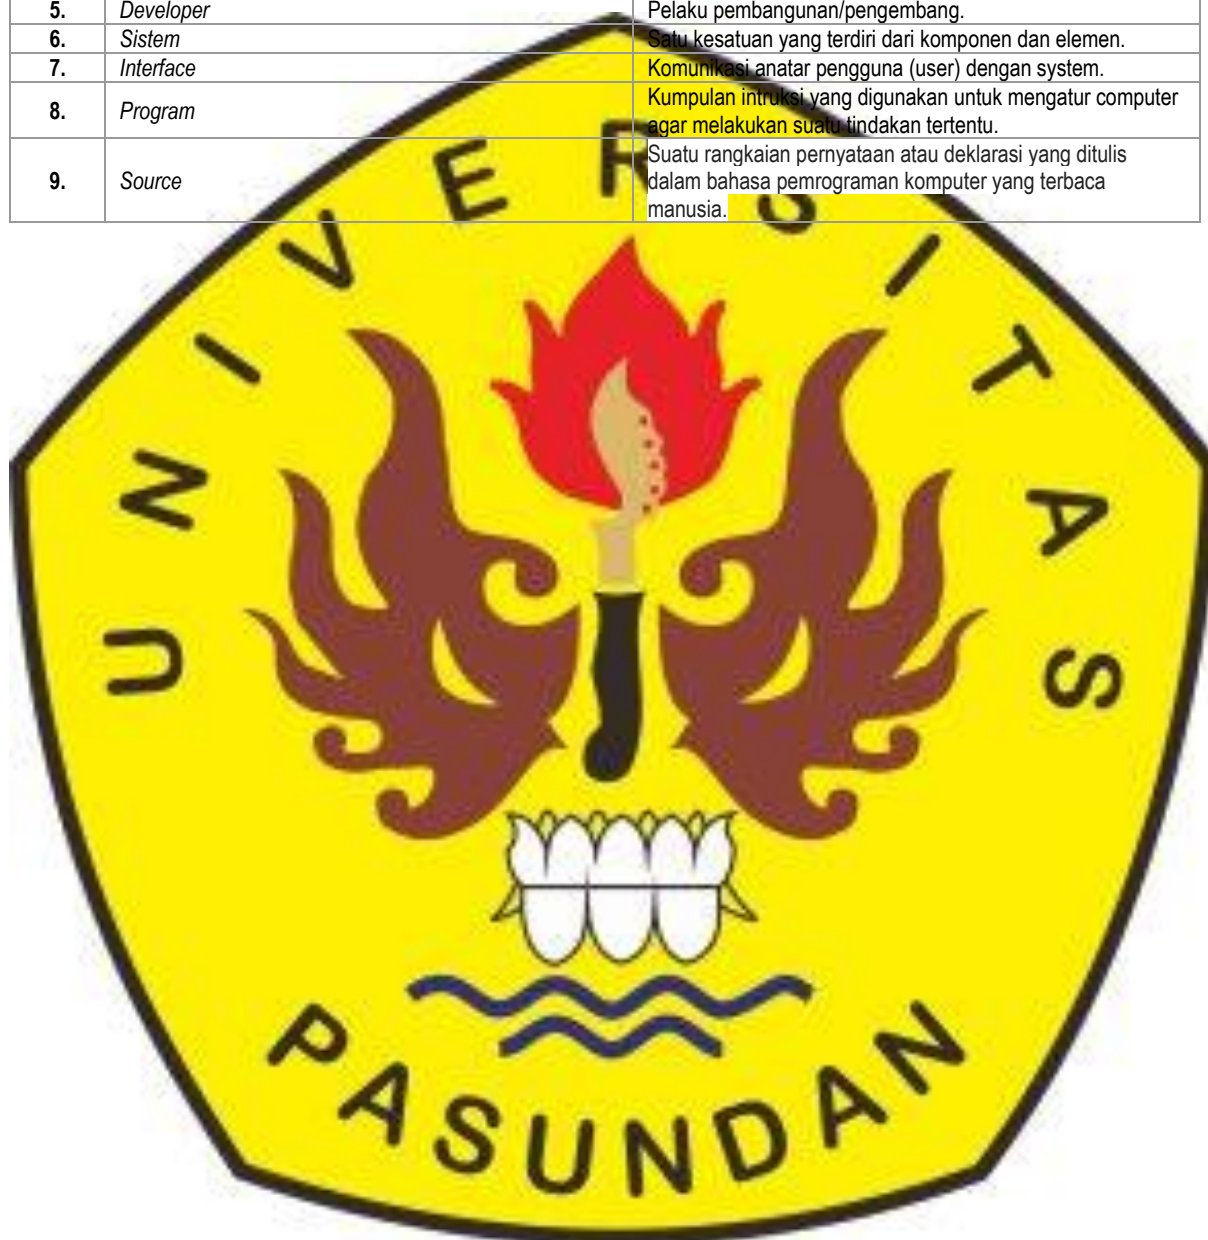 5. Developer Pelaku pembangunan/pengembang.
6. Sistem Satu kesatuan yang terdiri dari komponen dan elemen.
7. Interface Komunikasi anatar pengguna (user) dengan system.
8. Program Kumpulan intruksi yang digunakan untuk mengatur computer
agar melakukan suatu tindakan tertentu.
9. Source Suatu rangkaian pernyataan atau deklarasi yang ditulis
dalam bahasa pemrograman komputer yang terbaca
manusia.
UNIVERSITAS
PASUNDAN